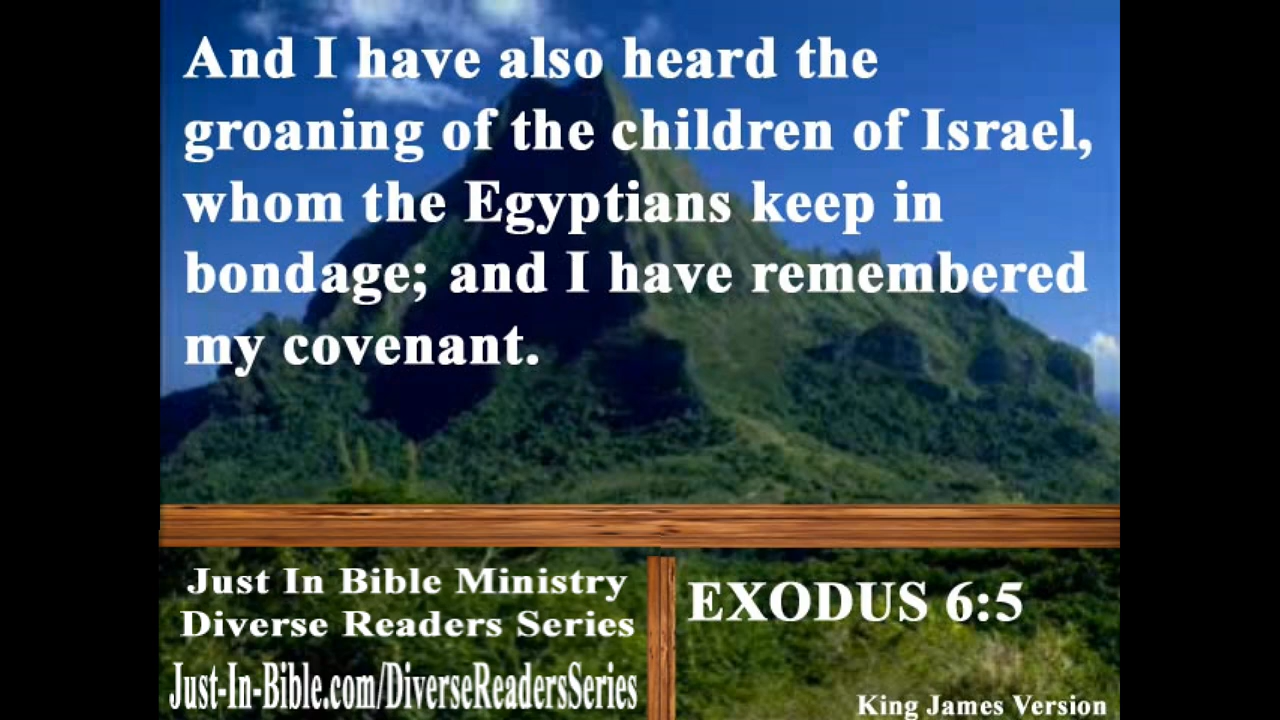 And I have also heard the
groaning of the children of Israel,
whom the Egyptians keep in
bondage; and I have remembered
my covenant.
Just In Bible Ministry
Diverse Readers Series
Just-In-Bible.com/DiverseReadersSeries
EXODUS 6:5
King James Version